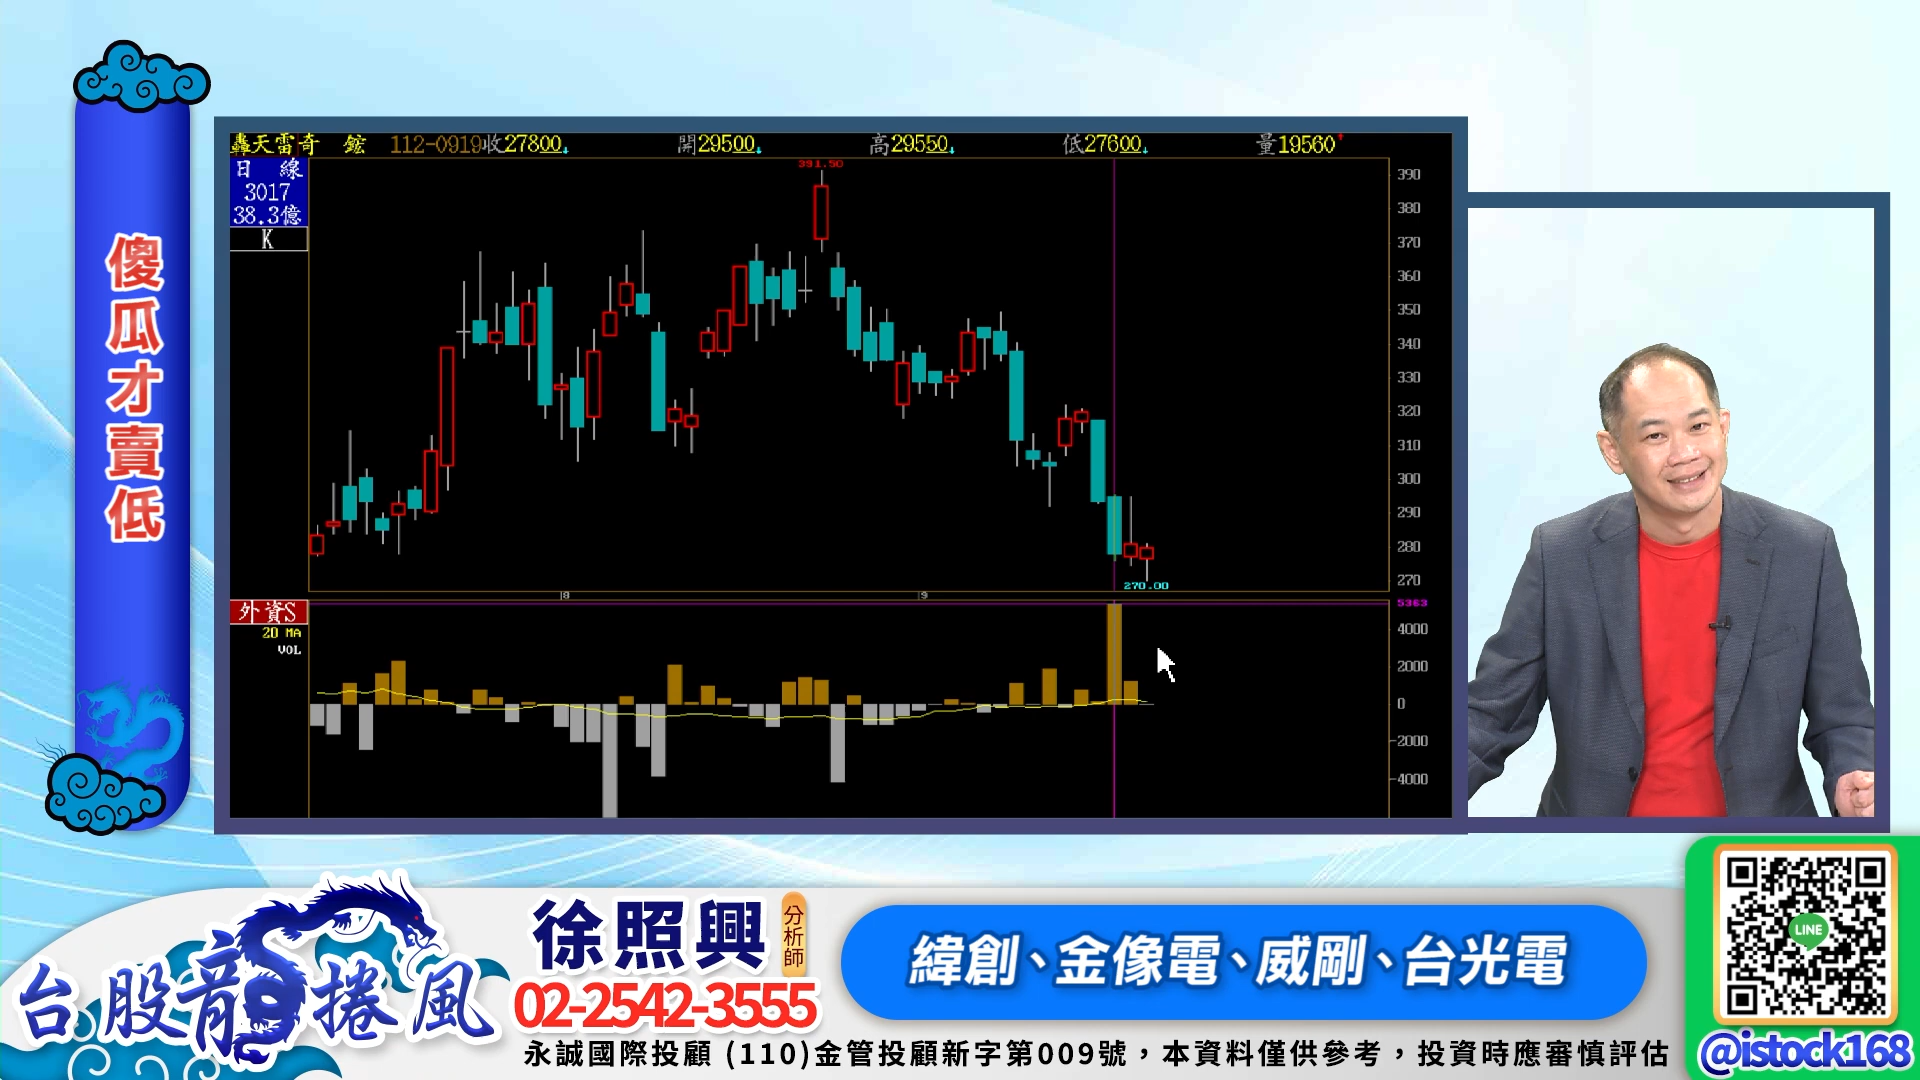 傻瓜才賣低
轟天雷奇 鋐 112-0919收27800 開29500 高29550 低27600 量19560
日 線
3017
38.3億
K
391.50
390
380
370
360
350
340
330
320
310
300
290
280
270
270.00
8
9
外資S
20 MA
VOL
5363
4000
2000
0
-2000
-4000
台股龍捲風
徐照興
分析師
02-2542-3555
緯創、金像電、威剛、台光電
永誠國際投顧 (110)金管投顧新字第009號，本資料僅供參考，投資時應審慎評估
LINE
@istock168